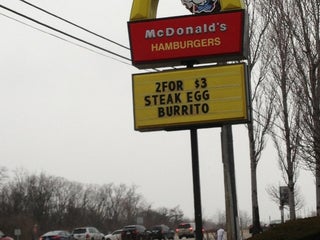 McDonald's
HAMBURGERS
2FOR $3
STEAK EGG
BURRITO